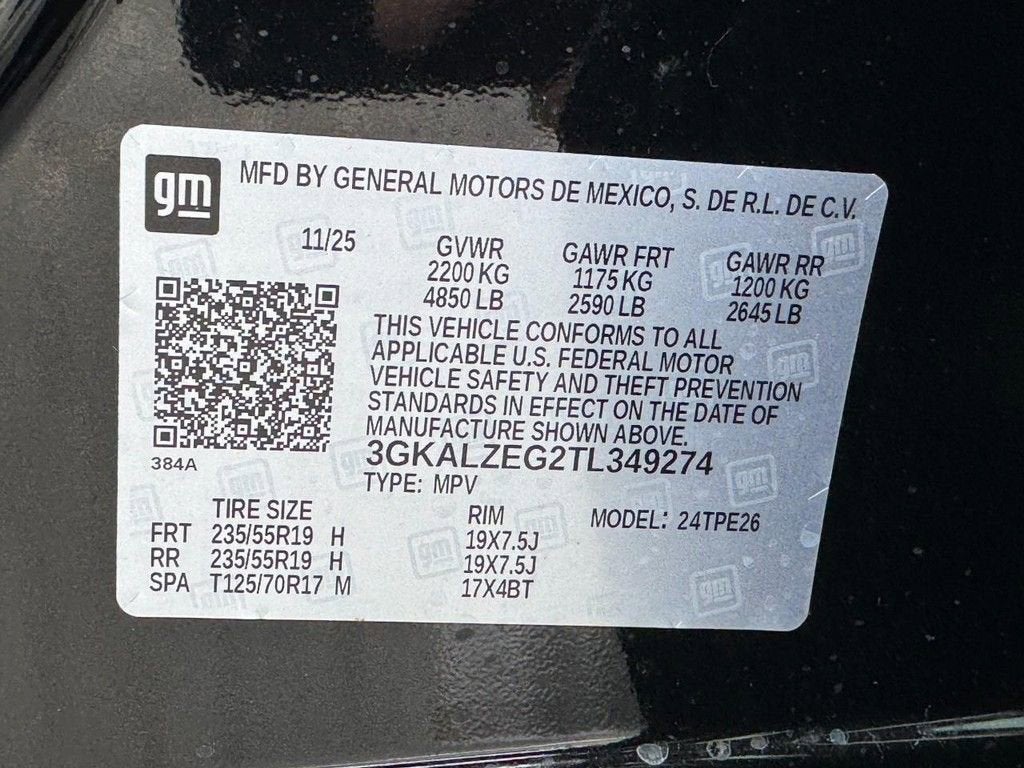 gm
MFD BY GENERAL MOTORS DE MEXICO, S. DE R.L. DE C.V.
11/25 GVWR GAWR FRT GAWR RR
2200 KG 1175 KG 1200 KG
4850 LB 2590 LB 2645 LB
THIS VEHICLE CONFORMS TO ALL
APPLICABLE U.S. FEDERAL MOTOR
VEHICLE SAFETY AND THEFT PREVENTION
STANDARDS IN EFFECT ON THE DATE OF
MANUFACTURE SHOWN ABOVE.
384A 3GKALZEG2TL349274
TYPE: MPV
TIRE SIZE RIM MODEL: 24TPE26
FRT 235/55R19 H 19X7.5J
RR 235/55R19 H 19X7.5J
SPA T125/70R17 M 17X4BT